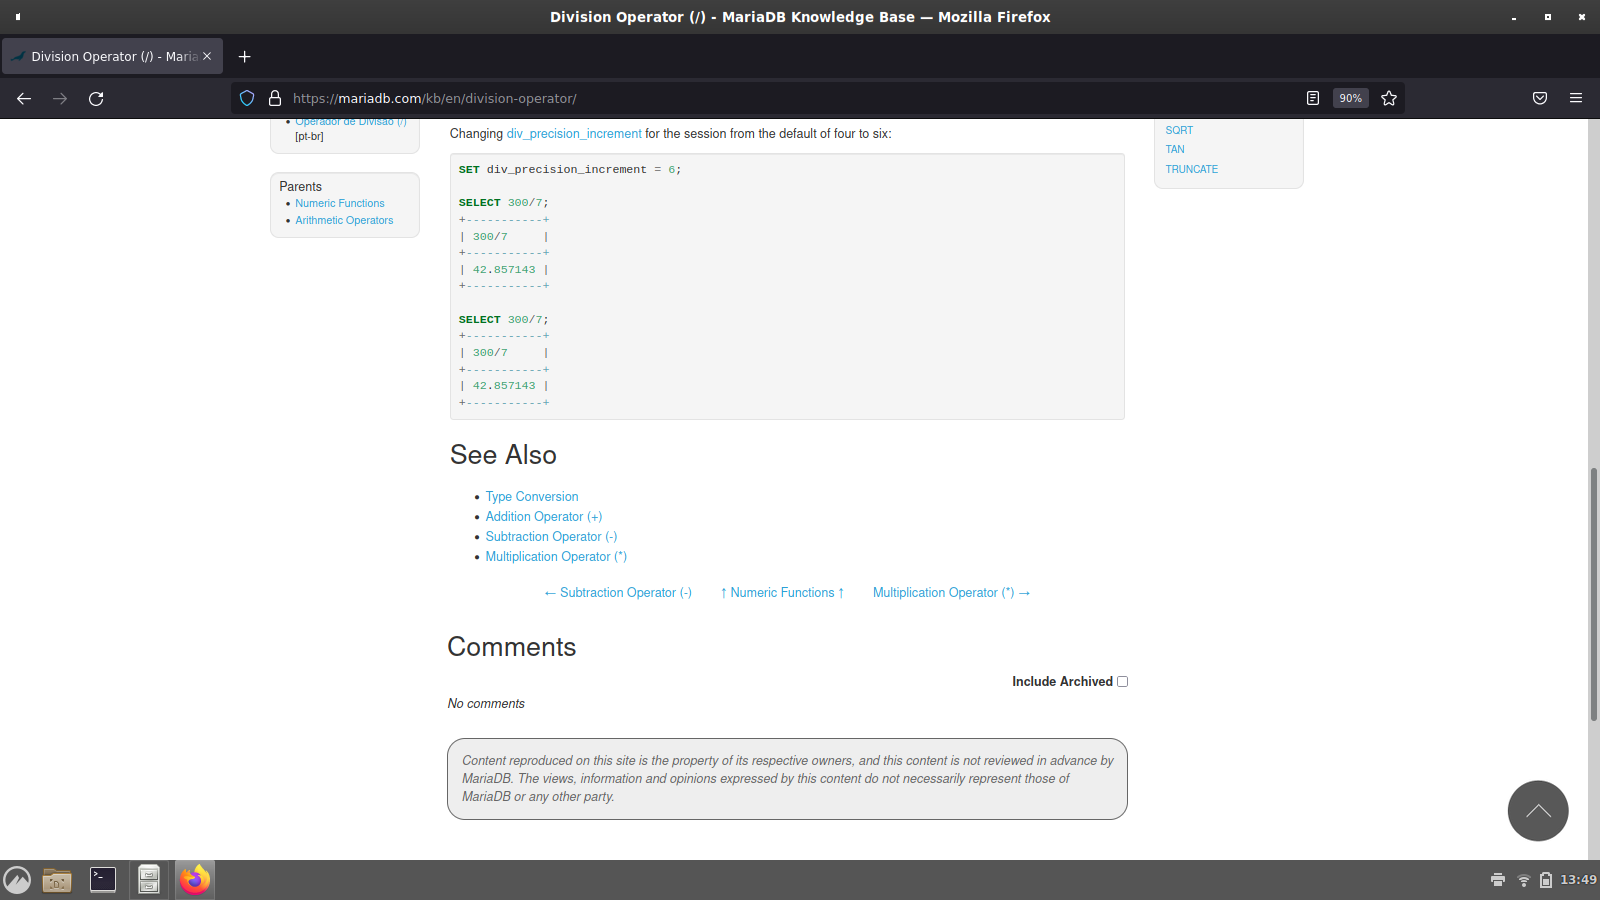 Division Operator (/) - MariaDB Knowledge Base — Mozilla Firefox
Division Operator (/) - Maria
https://mariadb.com/kb/en/division-operator/
90%
Operador de Divisão (/)
[pt-br]
Parents
Numeric Functions
Arithmetic Operators
Changing div_precision_increment for the session from the default of four to six:
SET div_precision_increment = 6;
SELECT 300/7;
+-----------+
| 300/7     |
+-----------+
| 42.857143 |
+-----------+
SELECT 300/7;
+-----------+
| 300/7     |
+-----------+
| 42.857143 |
+-----------+
SQRT
TAN
TRUNCATE
See Also
Type Conversion
Addition Operator (+)
Subtraction Operator (-)
Multiplication Operator (*)
← Subtraction Operator (-) ↑ Numeric Functions ↑ Multiplication Operator (*) →
Comments
Include Archived
No comments
Content reproduced on this site is the property of its respective owners, and this content is not reviewed in advance by
MariaDB. The views, information and opinions expressed by this content do not necessarily represent those of
MariaDB or any other party.
13:49